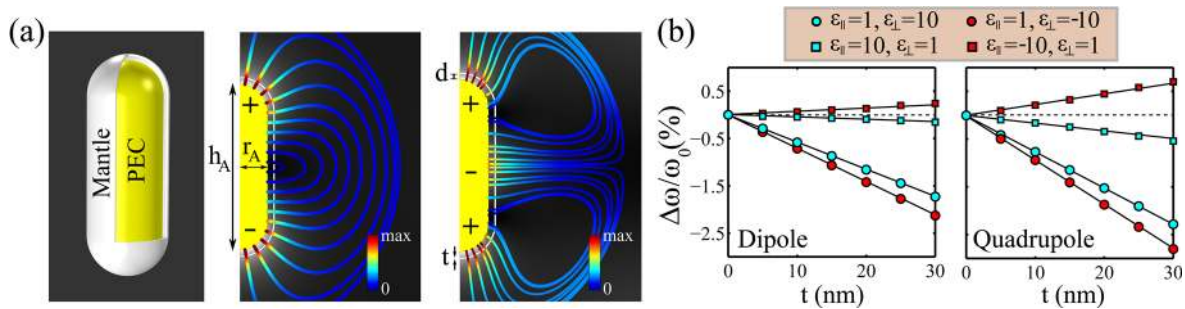 (a)
Mantle
PEC
h_A
r_A
+
-
max
0
d
t
+
-
+
max
0
(b)
ε∥=1, ε⊥=10
ε∥=1, ε⊥=-10
ε∥=10, ε⊥=1
ε∥=-10, ε⊥=1
Δω/ω₀(%)
0.5
-0.5
-1.5
-2.5
Dipole
0 10 20 30
t (nm)
Quadrupole
0 10 20 30
t (nm)